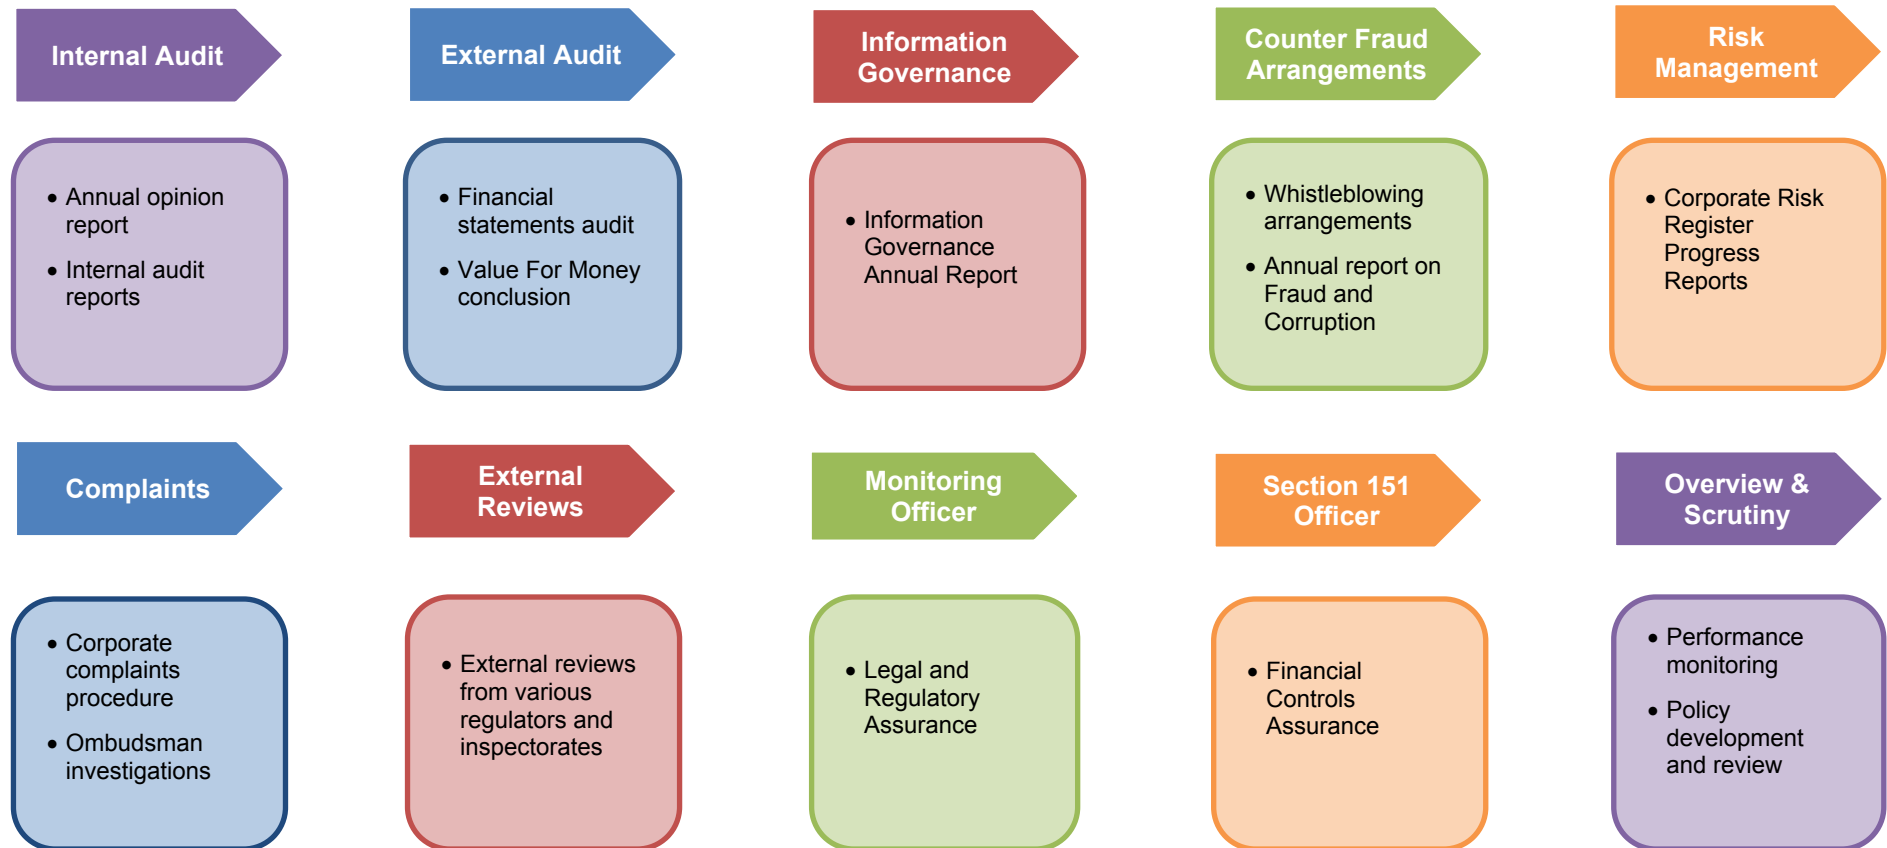 Internal Audit
External Audit
Information
Governance
Counter Fraud
Arrangements
Risk
Management
• Annual opinion
report
• Internal audit
reports
• Financial
statements audit
• Value For Money
conclusion
• Information
Governance
Annual Report
• Whistleblowing
arrangements
• Annual report on
Fraud and
Corruption
• Corporate Risk
Register
Progress
Reports
Complaints
External
Reviews
Monitoring
Officer
Section 151
Officer
Overview &
Scrutiny
• Corporate
complaints
procedure
• Ombudsman
investigations
• External reviews
from various
regulators and
inspectorates
• Legal and
Regulatory
Assurance
• Financial
Controls
Assurance
• Performance
monitoring
• Policy
development
and review